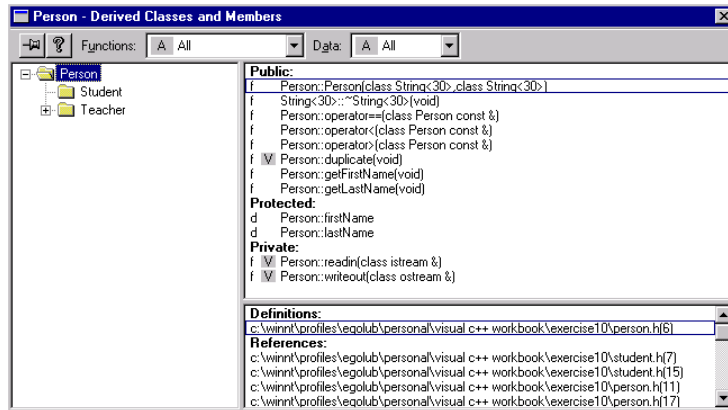 Person - Derived Classes and Members
Functions: A All Data: A All
Person
Student
Teacher
Public:
f Person::Person(class String<30>,class String<30>)
f String<30>::~String<30>(void)
f Person::operator==(class Person const &)
f Person::operator<(class Person const &)
f Person::operator>(class Person const &)
f V Person::duplicate(void)
f Person::getFirstName(void)
f Person::getLastName(void)
Protected:
d Person::firstName
d Person::lastName
Private:
f V Person::readin(class istream &)
f V Person::writeout(class ostream &)
Definitions:
c:\winnt\profiles\egolub\personal\visual c++ workbook\exercise10\person.h(6)
References:
c:\winnt\profiles\egolub\personal\visual c++ workbook\exercise10\student.h(7)
c:\winnt\profiles\egolub\personal\visual c++ workbook\exercise10\student.h(15)
c:\winnt\profiles\egolub\personal\visual c++ workbook\exercise10\person.h(11)
c:\winnt\profiles\egolub\personal\visual c++ workbook\exercise10\person.h(17)